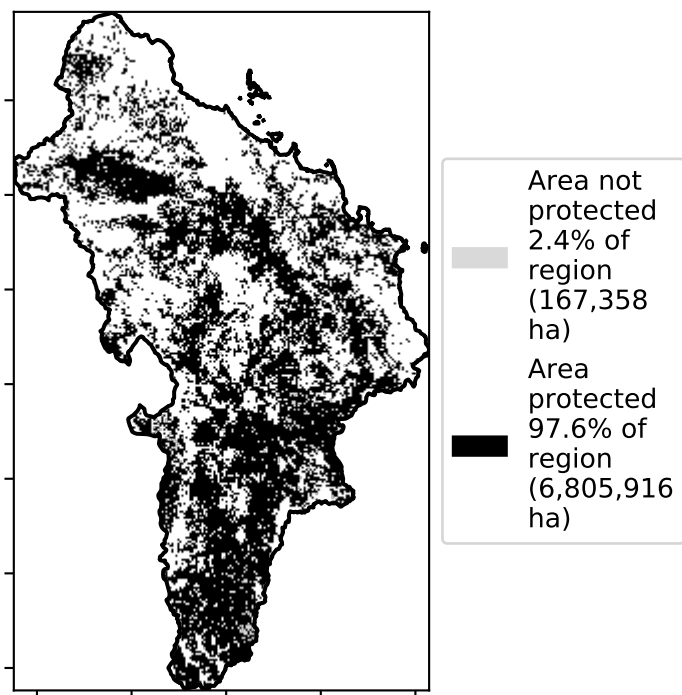 Area not
protected
2.4% of
region
(167,358
ha)
Area
protected
97.6% of
region
(6,805,916
ha)